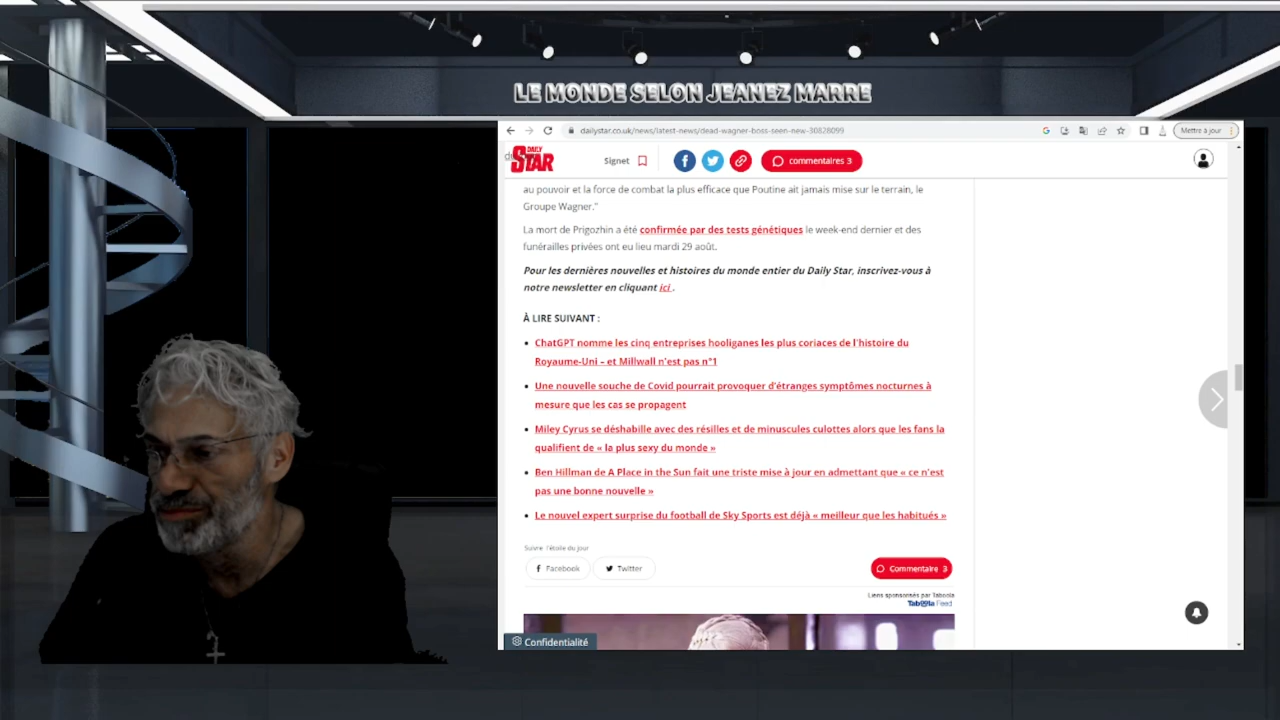 LE MONDE SELON JEANEZ MARRE
dailystar.co.uk/news/latest-news/dead-wagner-boss-seen-new-30828099
Mettre à jour
DAILY
STAR
Signet
commentaires 3
au pouvoir et la force de combat la plus efficace que Poutine ait jamais mise sur le terrain, le
Groupe Wagner."
La mort de Prigozhin a été confirmée par des tests génétiques le week-end dernier et des
funérailles privées ont eu lieu mardi 29 août.
Pour les dernières nouvelles et histoires du monde entier du Daily Star, inscrivez-vous à
notre newsletter en cliquant ici .
À LIRE SUIVANT :
ChatGPT nomme les cinq entreprises hooliganes les plus coriaces de l'histoire du
Royaume-Uni – et Millwall n'est pas n°1
Une nouvelle souche de Covid pourrait provoquer d'étranges symptômes nocturnes à
mesure que les cas se propagent
Miley Cyrus se déshabille avec des résilles et de minuscules culottes alors que les fans la
qualifient de « la plus sexy du monde »
Ben Hillman de A Place in the Sun fait une triste mise à jour en admettant que « ce n'est
pas une bonne nouvelle »
Le nouvel expert surprise du football de Sky Sports est déjà « meilleur que les habitués »
Suivre l'étoile du jour
Facebook
Twitter
Commentaire 3
Liens sponsorisés par Taboola
Taboola Feed
Confidentialité